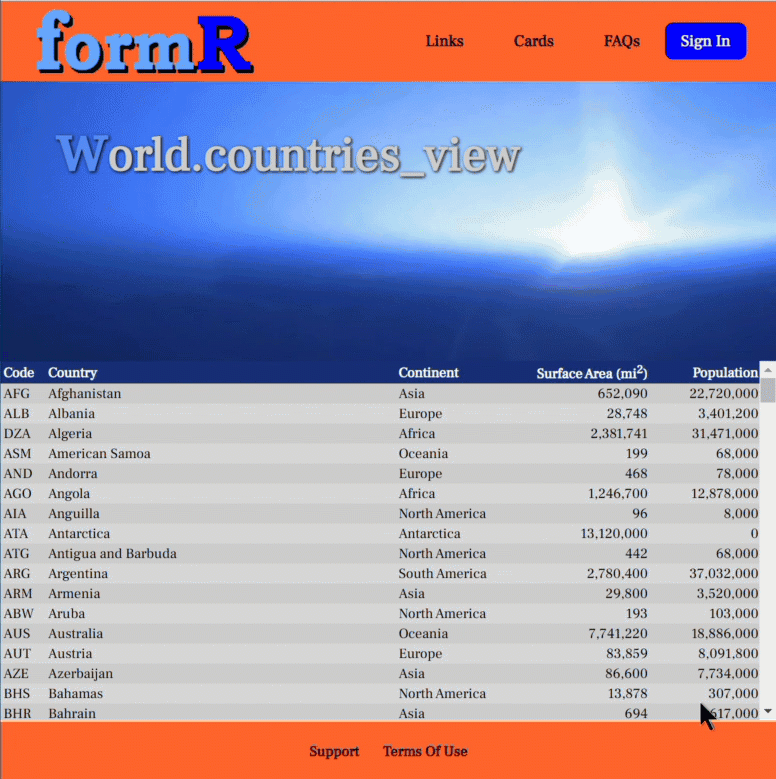 formR Links Cards FAQs Sign In
World.countries_view
Code Country Continent Surface Area (mi²) Population
AFG Afghanistan Asia 652,090 22,720,000
ALB Albania Europe 28,748 3,401,200
DZA Algeria Africa 2,381,741 31,471,000
ASM American Samoa Oceania 199 68,000
AND Andorra Europe 468 78,000
AGO Angola Africa 1,246,700 12,878,000
AIA Anguilla North America 96 8,000
ATA Antarctica Antarctica 13,120,000 0
ATG Antigua and Barbuda North America 442 68,000
ARG Argentina South America 2,780,400 37,032,000
ARM Armenia Asia 29,800 3,520,000
ABW Aruba North America 193 103,000
AUS Australia Oceania 7,741,220 18,886,000
AUT Austria Europe 83,859 8,091,800
AZE Azerbaijan Asia 86,600 7,734,000
BHS Bahamas North America 13,878 307,000
BHR Bahrain Asia 694 617,000
Support Terms Of Use